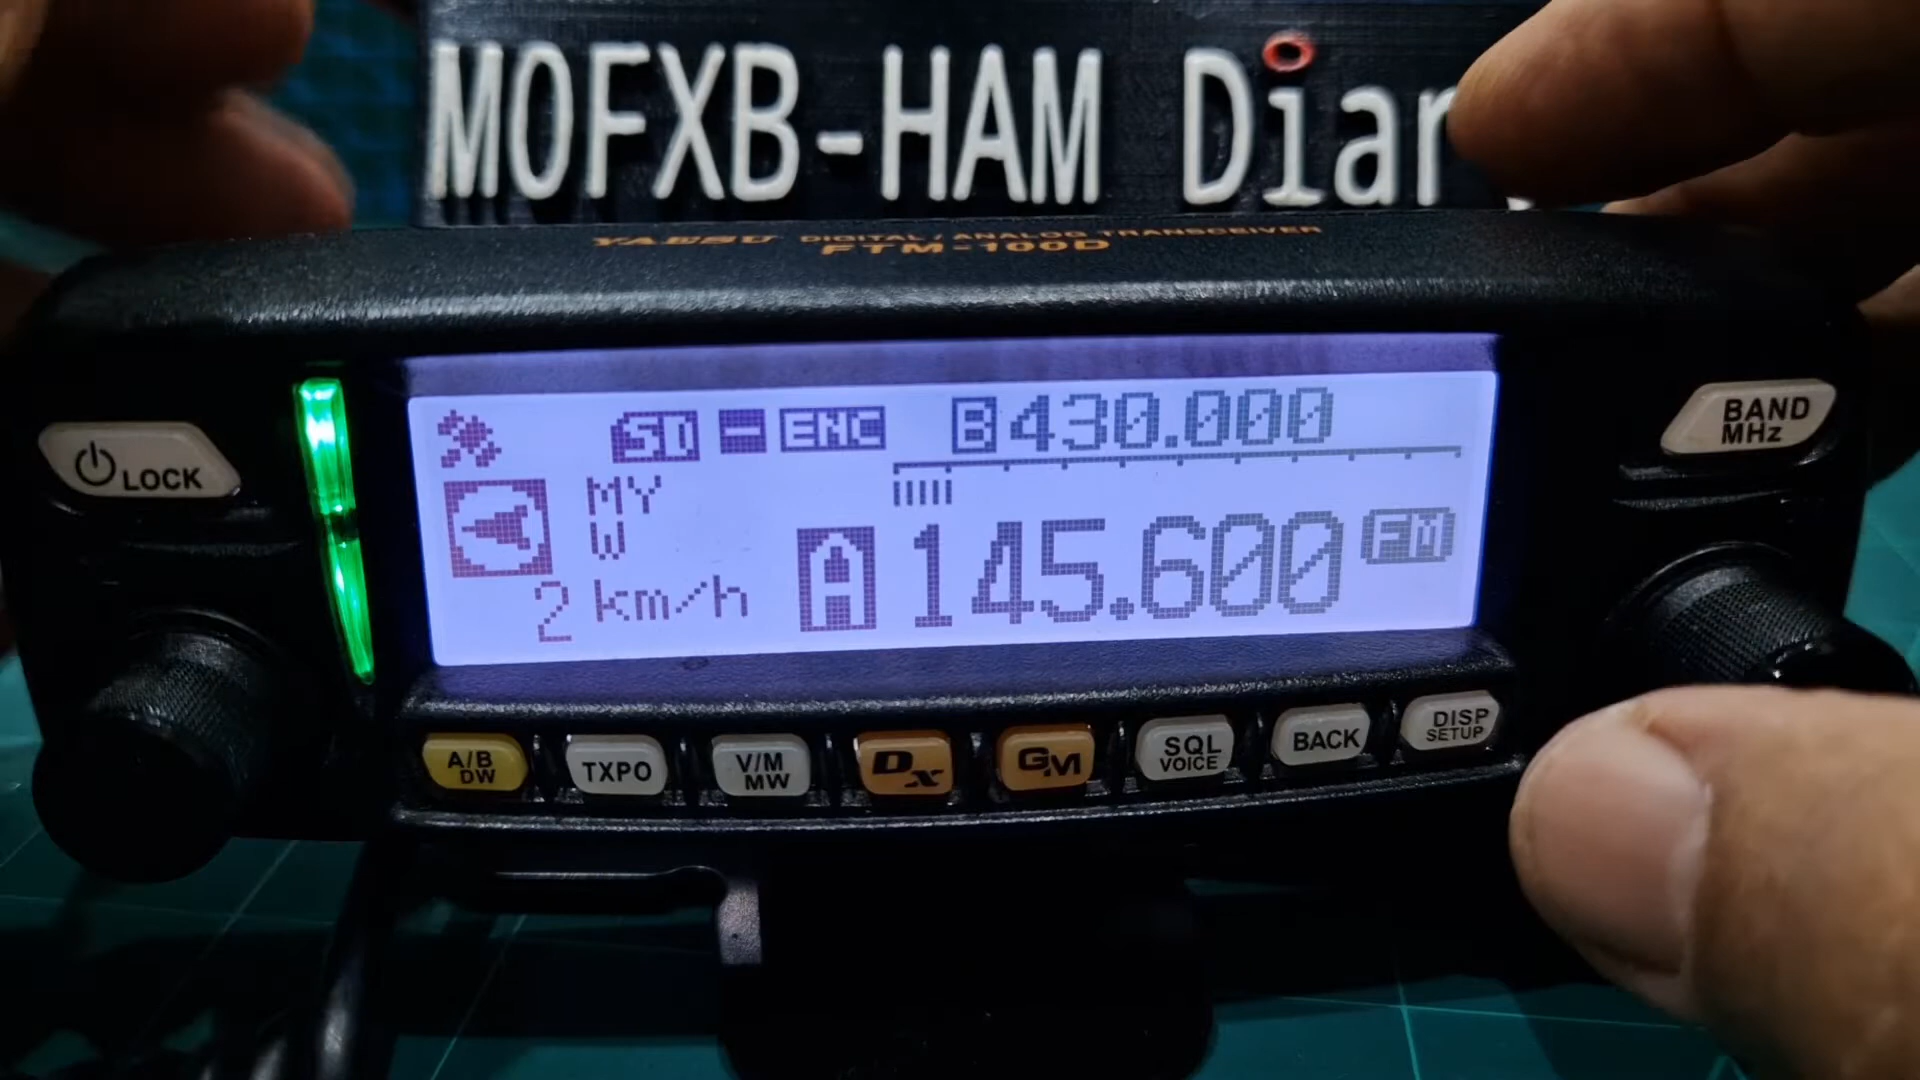 M0FXB-HAM Diar
YAESU DIGITAL/ANALOG TRANSCEIVER
FTM-100D
LOCK
BAND
MHz
SD - ENC B 430.000
MY
W
2 km/h
A 145.600 FM
A/B
DW
TXPO
V/M
MW
DX
GM
SQL
VOICE
BACK
DISP
SETUP